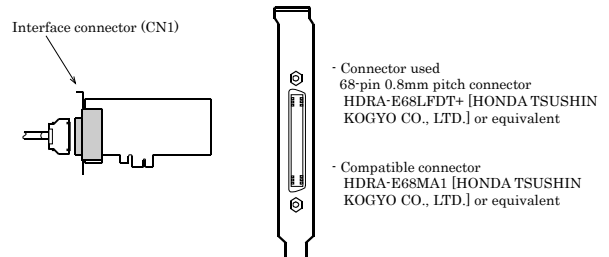 Interface connector (CN1)
- Connector used
68-pin 0.8mm pitch connector
HDRA-E68LFDT+ [HONDA TSUSHIN
KOGYO CO., LTD.] or equivalent
- Compatible connector
HDRA-E68MA1 [HONDA TSUSHIN
KOGYO CO., LTD.] or equivalent